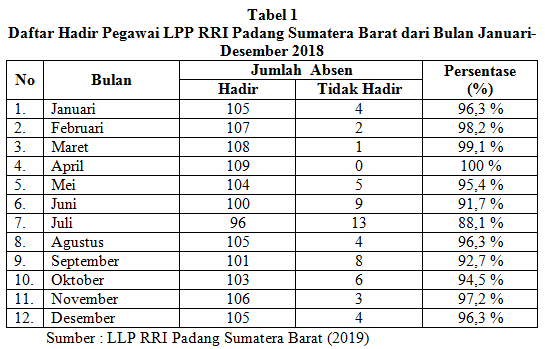 Tabel 1
Daftar Hadir Pegawai LPP RRI Padang Sumatera Barat dari Bulan Januari-
Desember 2018
No Bulan Jumlah Absen Persentase (%)
Hadir Tidak Hadir
1. Januari 105 4 96,3 %
2. Februari 107 2 98,2 %
3. Maret 108 1 99,1 %
4. April 109 0 100 %
5. Mei 104 5 95,4 %
6. Juni 100 9 91,7 %
7. Juli 96 13 88,1 %
8. Agustus 105 4 96,3 %
9. September 101 8 92,7 %
10. Oktober 103 6 94,5 %
11. November 106 3 97,2 %
12. Desember 105 4 96,3 %
Sumber : LLP RRI Padang Sumatera Barat (2019)